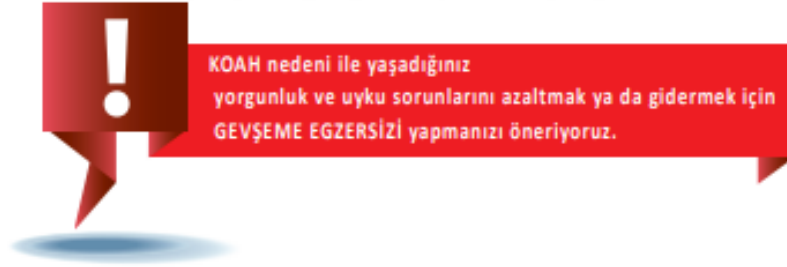 !
KOAH nedeni ile yaşadığınız
yorgunluk ve uyku sorunlarını azaltmak ya da gidermek için
GEVŞEME EGZERSİZİ yapmanızı öneriyoruz.